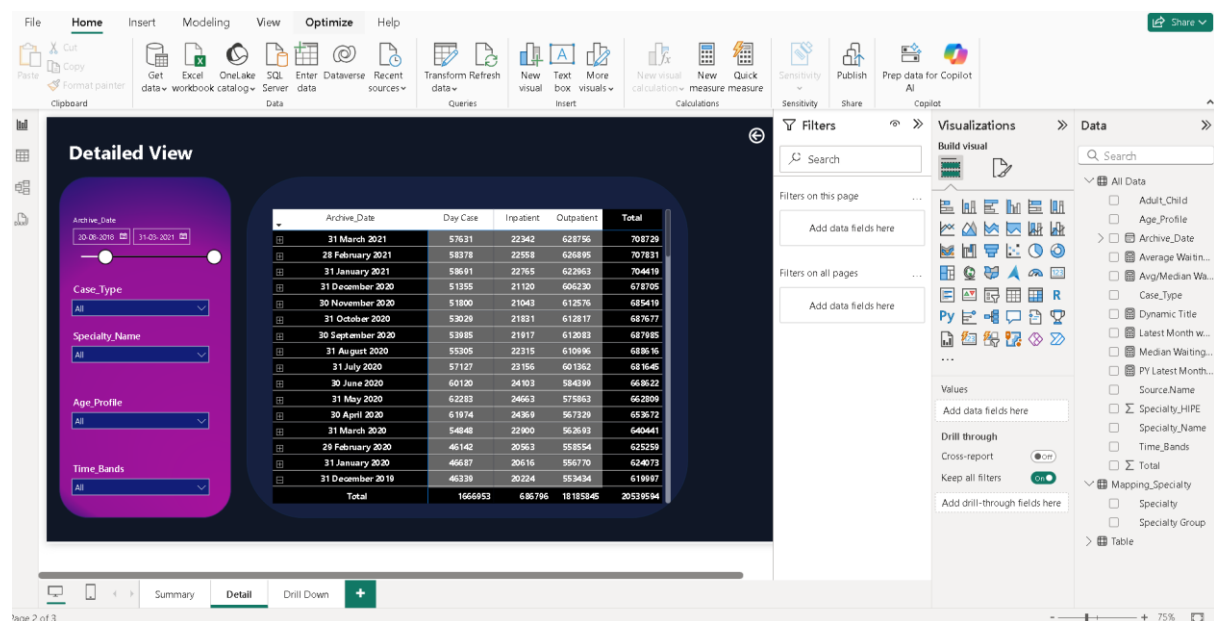 File Home Insert Modeling View Optimize Help Share
Paste
Cut
Copy
Format painter
Clipboard
Get data
Excel workbook
OneLake catalog
SQL Server
Enter data
Dataverse
Recent sources
Data
Transform data
Refresh
Queries
New visual
Text box
More visuals
Insert
New visual calculation
New measure
Quick measure
Calculations
Sensitivity
Sensitivity
Publish
Share
Prep data for AI
Copilot
Copilot
Detailed View
Archive_Date
20-08-2018 31-03-2021
Case_Type
All
Specialty_Name
All
Age_Profile
All
Time_Bands
All
Archive_Date Day Case Inpatient Outpatient Total
31 March 2021 57631 22342 628756 708729
28 February 2021 58378 22558 626895 707831
31 January 2021 58691 22765 622963 704419
31 December 2020 51355 21120 606230 678705
30 November 2020 51800 21043 612576 685419
31 October 2020 53029 21831 612817 687677
30 September 2020 53985 21917 612083 687985
31 August 2020 55305 22315 610996 688616
31 July 2020 57127 23156 601362 681645
30 June 2020 60120 24103 584399 668622
31 May 2020 62283 24663 575863 662809
30 April 2020 61974 24369 567329 653672
31 March 2020 54848 22900 562693 640441
29 February 2020 46142 20563 558554 625259
31 January 2020 46687 20616 556770 624073
31 December 2019 46339 20224 553434 619997
Total 1666953 686796 18185845 20539594
Filters
Search
Filters on this page ...
Add data fields here
Filters on all pages ...
Add data fields here
Visualizations
Build visual
R
Py
...
Values
Add data fields here
Drill through
Cross-report Off
Keep all filters On
Add drill-through fields here
Data
Search
All Data
Adult_Child
Age_Profile
Archive_Date
Average Waitin...
Avg/Median Wa...
Case_Type
Dynamic Title
Latest Month w...
Median Waiting...
PY Latest Month...
Source.Name
Specialty_HIPE
Specialty_Name
Time_Bands
Total
Mapping_Specialty
Specialty
Specialty Group
Table
Summary Detail Drill Down +
Page 2 of 3
- + 75%